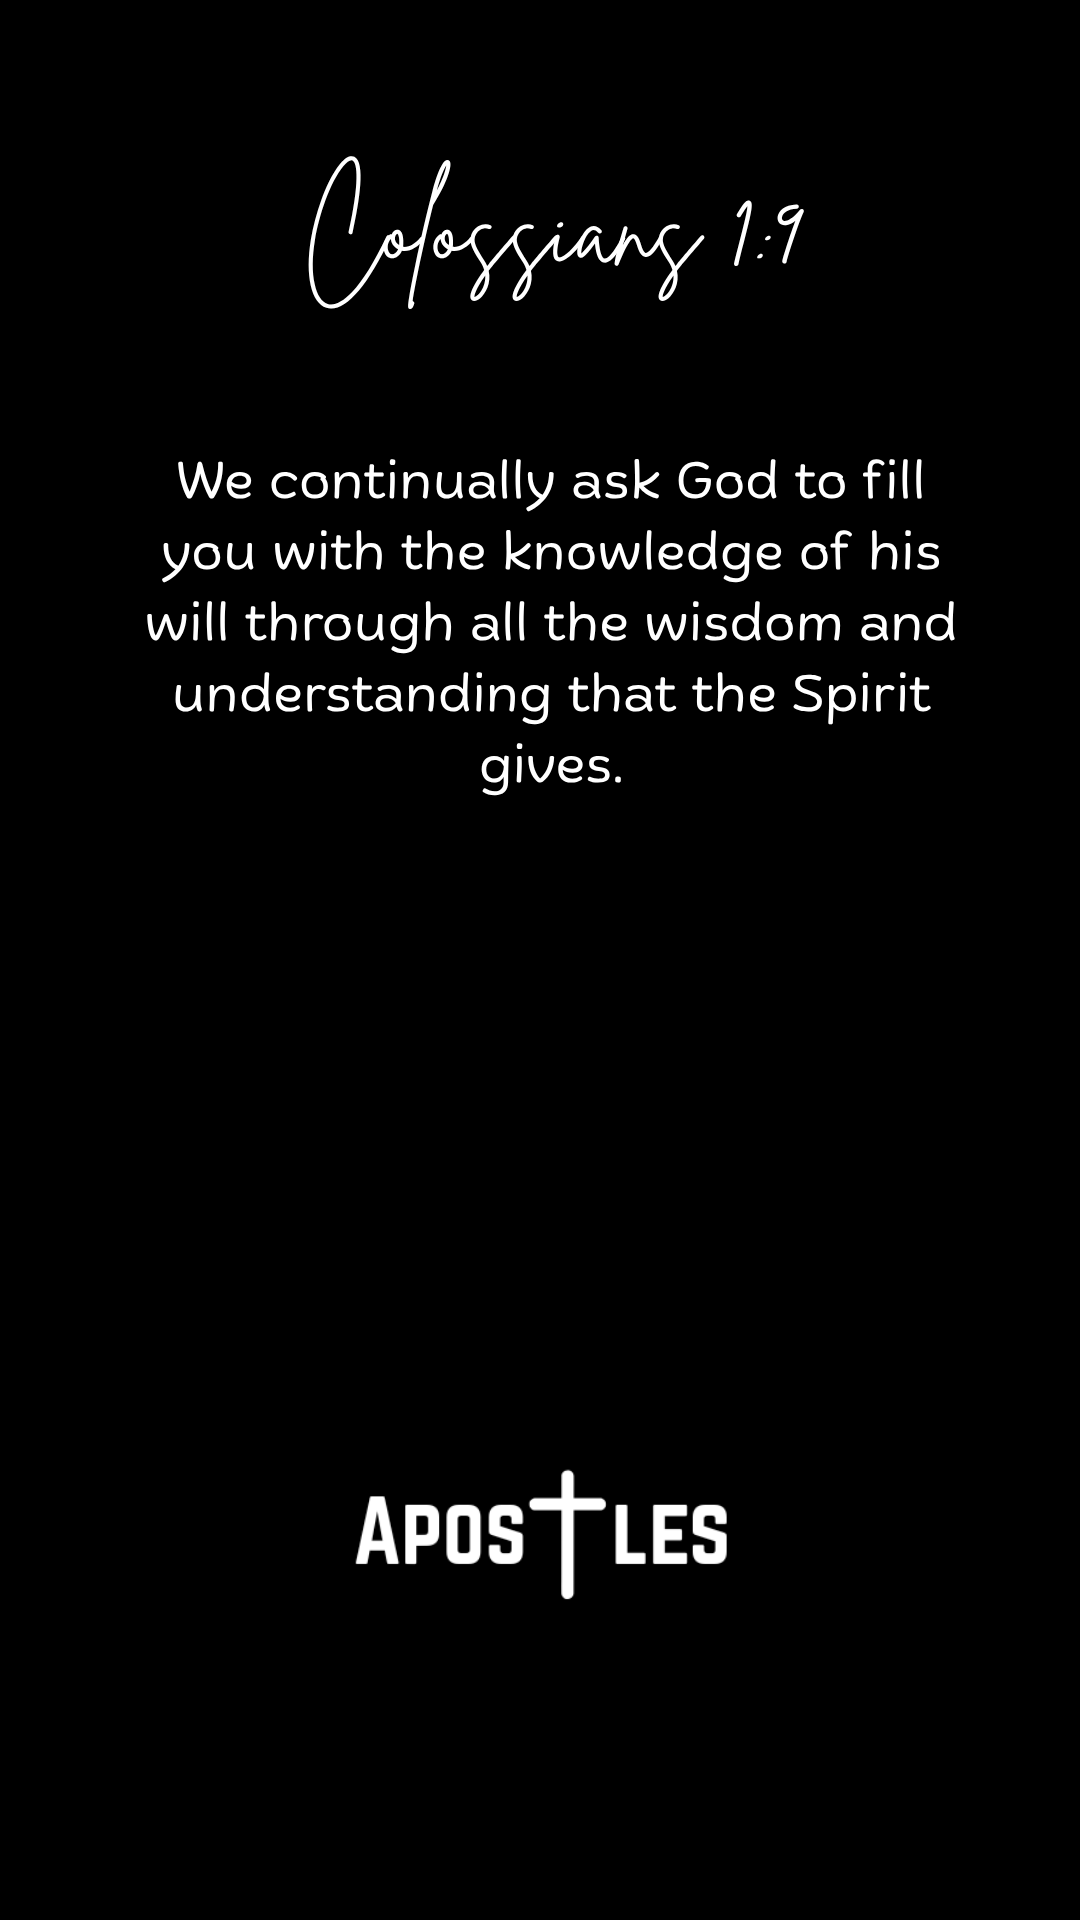 Colossians 1:9
We continually ask God to fill
you with the knowledge of his
will through all the wisdom and
understanding that the Spirit
gives.
APOSTLES